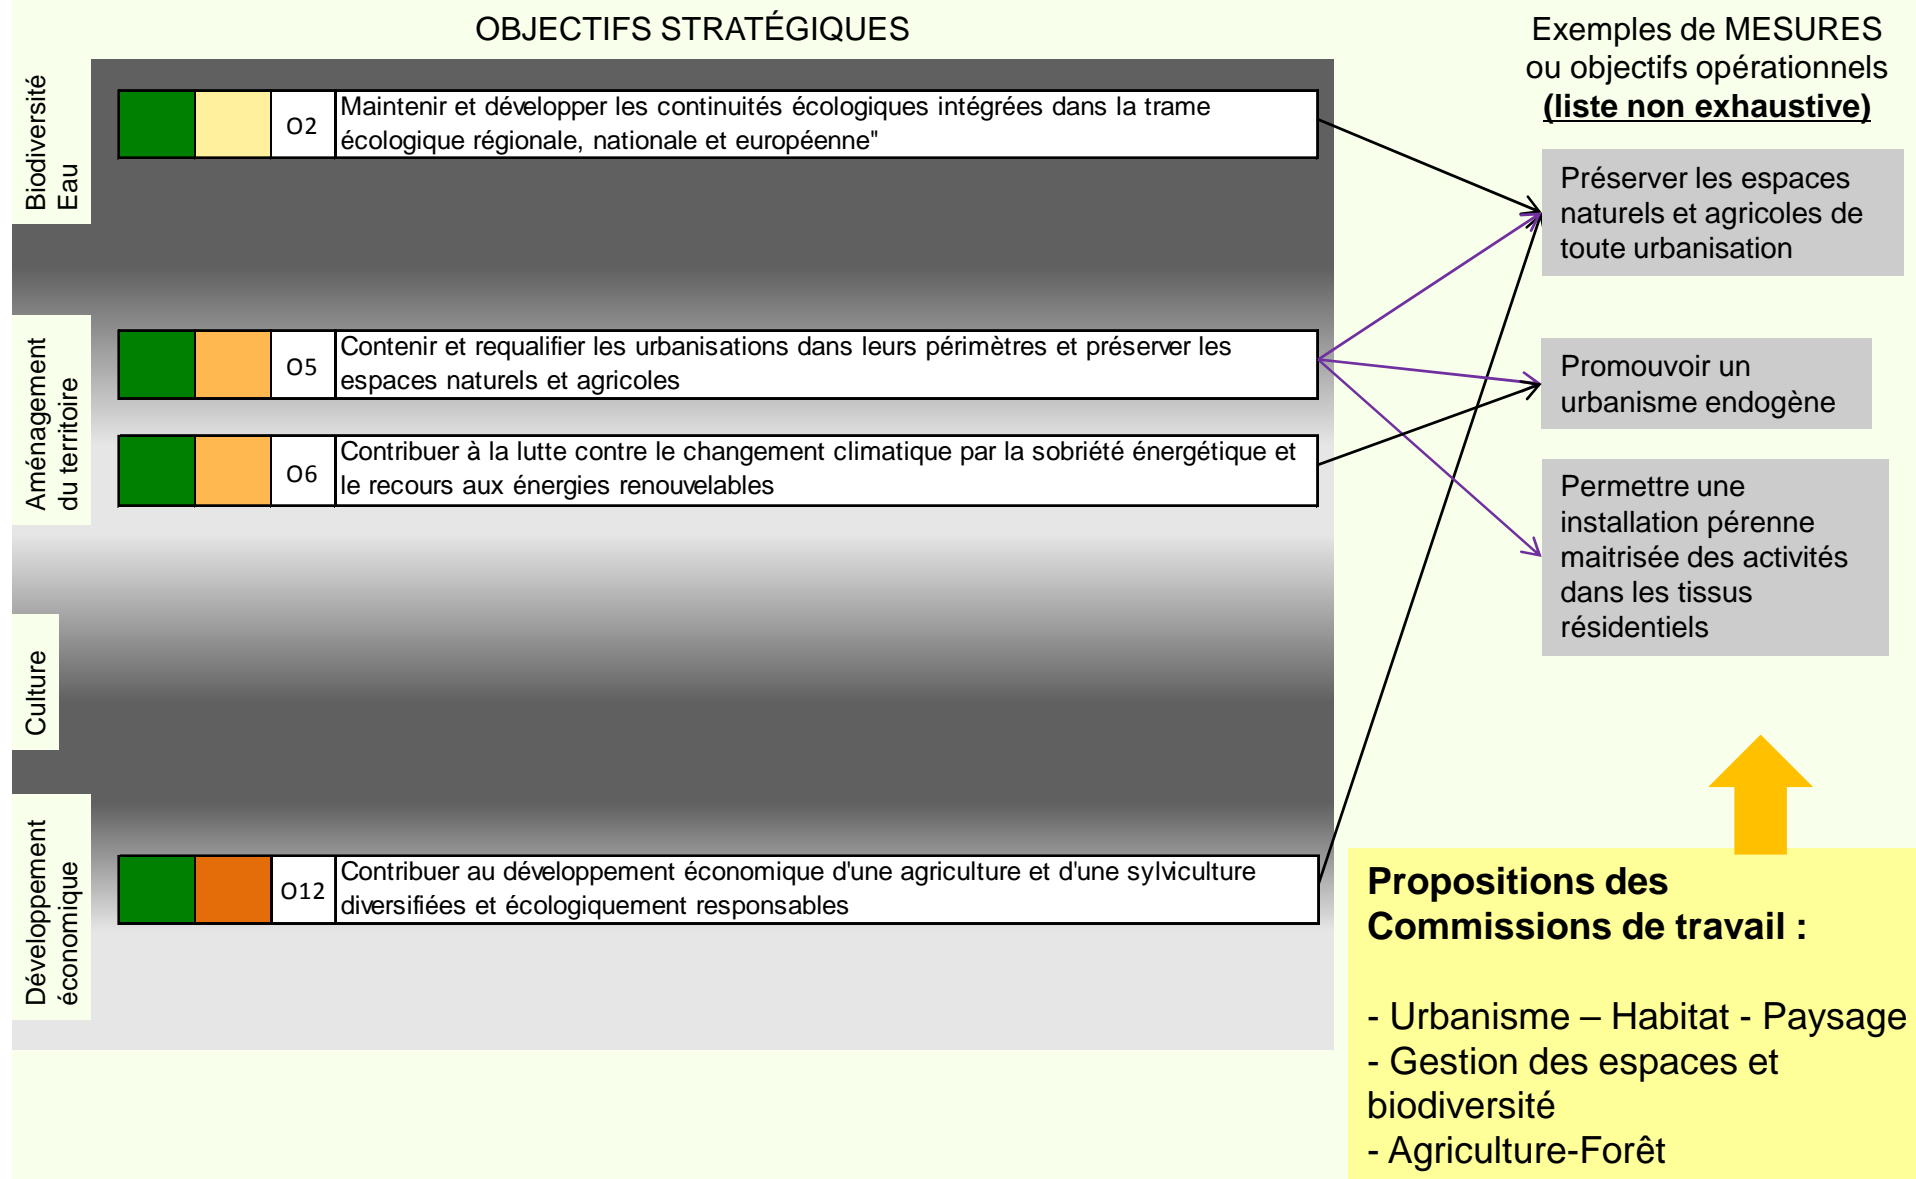 OBJECTIFS STRATÉGIQUES
Exemples de MESURES
ou objectifs opérationnels
(liste non exhaustive)
Biodiversité
Eau
O2
Maintenir et développer les continuités écologiques intégrées dans la trame
écologique régionale, nationale et européenne"
Préserver les espaces
naturels et agricoles de
toute urbanisation
Aménagement
du territoire
O5
Contenir et requalifier les urbanisations dans leurs périmètres et préserver les
espaces naturels et agricoles
O6
Contribuer à la lutte contre le changement climatique par la sobriété énergétique et
le recours aux énergies renouvelables
Promouvoir un
urbanisme endogène
Permettre une
installation pérenne
maitrisée des activités
dans les tissus
résidentiels
Culture
Développement
économique
O12
Contribuer au développement économique d'une agriculture et d'une sylviculture
diversifiées et écologiquement responsables
Propositions des
Commissions de travail :
- Urbanisme – Habitat - Paysage
- Gestion des espaces et
biodiversité
- Agriculture-Forêt